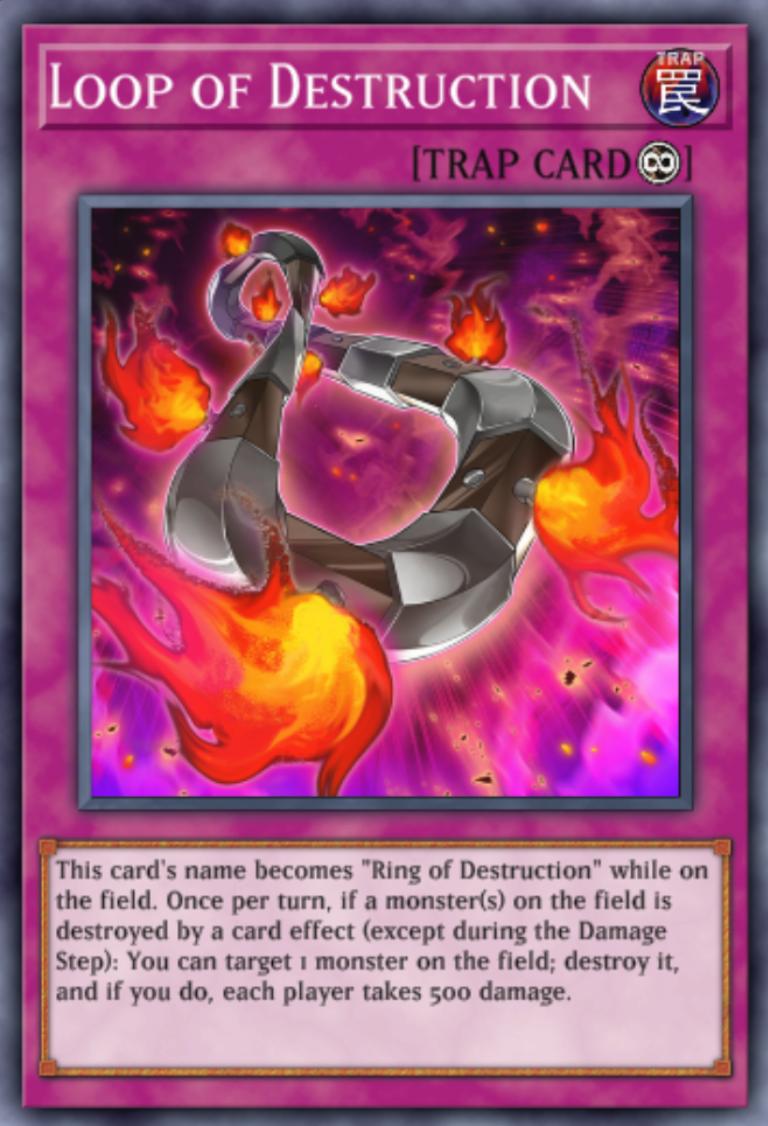 LOOP OF DESTRUCTION
TRAP
罠
[TRAP CARD∞]
This card's name becomes "Ring of Destruction" while on
the field. Once per turn, if a monster(s) on the field is
destroyed by a card effect (except during the Damage
Step): You can target 1 monster on the field; destroy it,
and if you do, each player takes 500 damage.